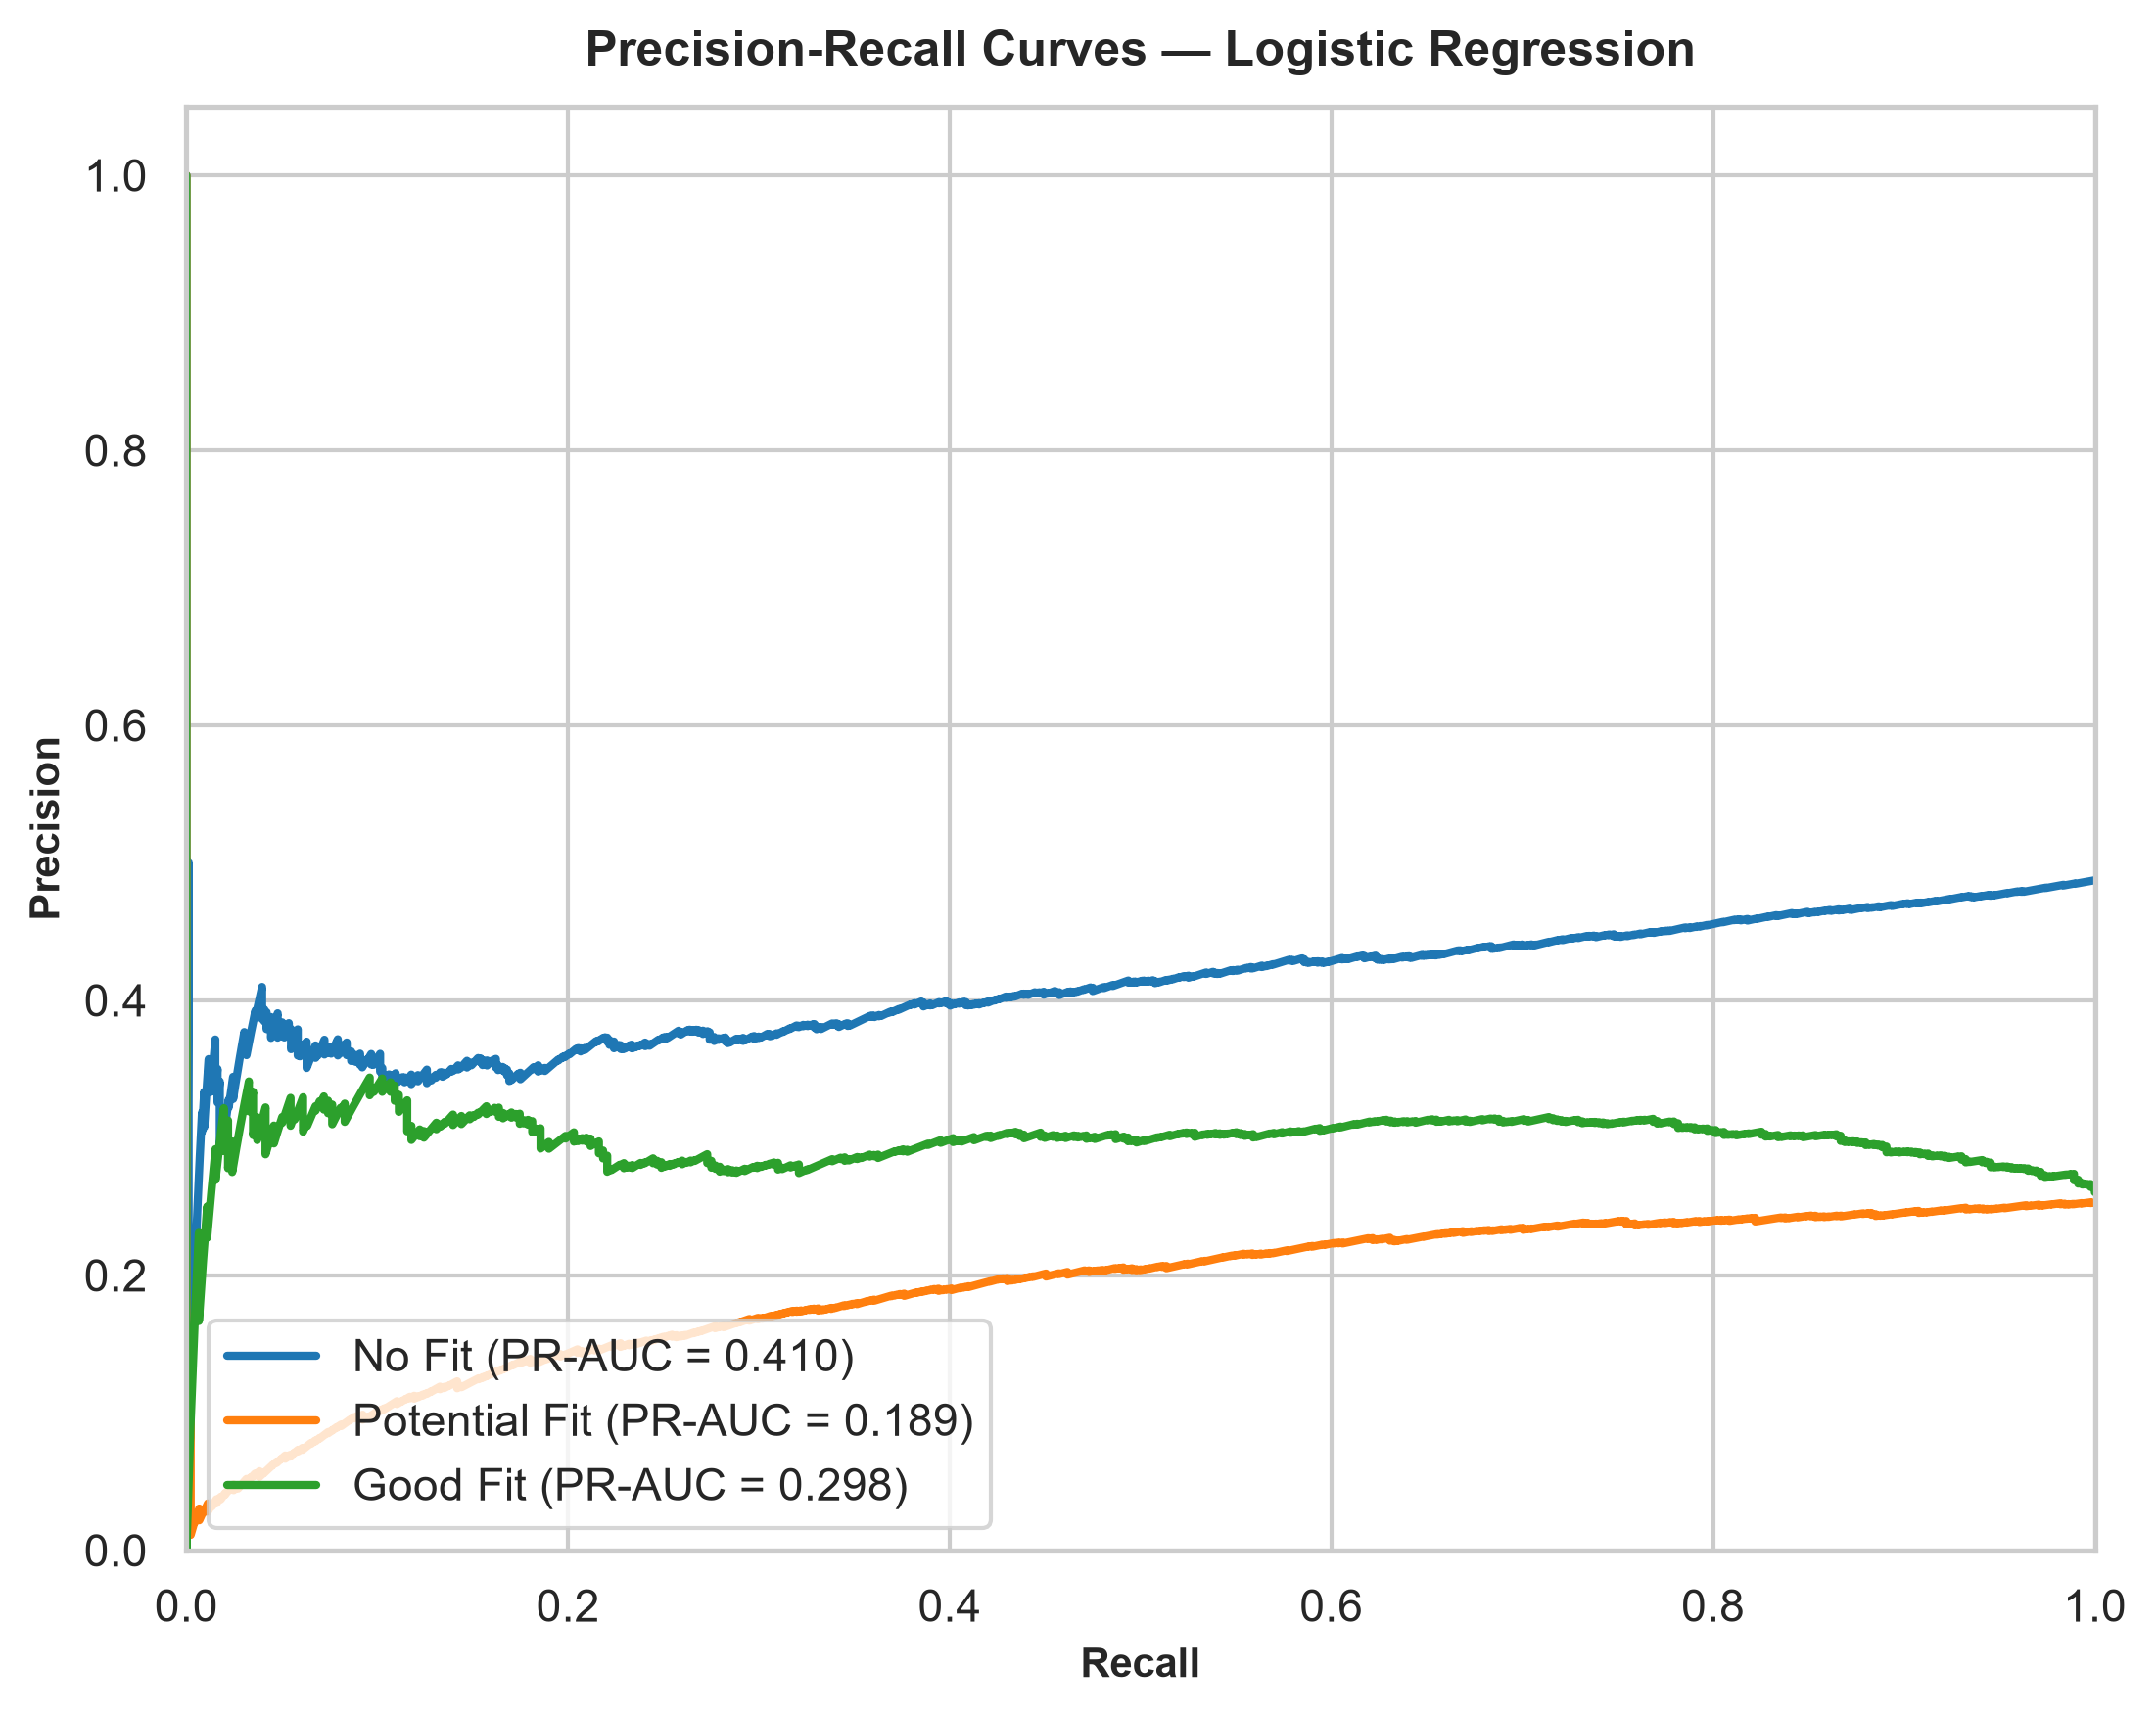 Precision-Recall Curves — Logistic Regression
1.0
0.8
0.6
0.4
0.2
0.0
Precision
No Fit (PR-AUC = 0.410)
Potential Fit (PR-AUC = 0.189)
Good Fit (PR-AUC = 0.298)
0.0 0.2 0.4 0.6 0.8 1.0
Recall